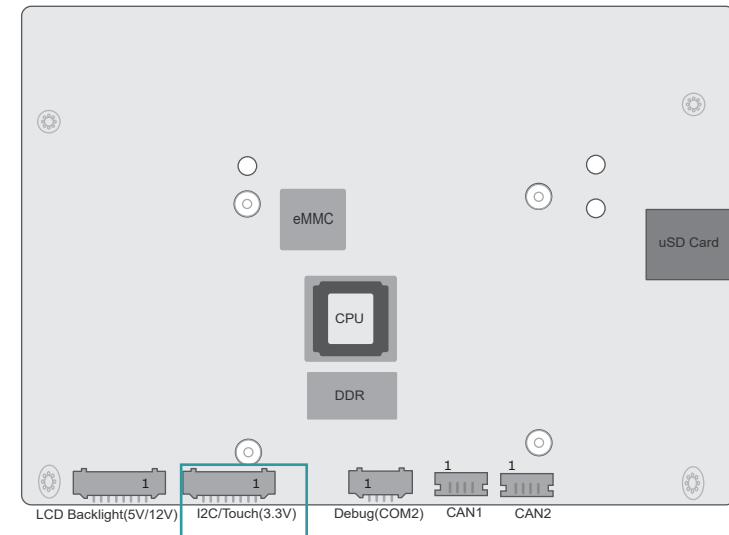 eMMC
uSD Card
CPU
DDR
1
1
1
1
1
LCD Backlight(5V/12V)
I2C/Touch(3.3V)
Debug(COM2)
CAN1
CAN2